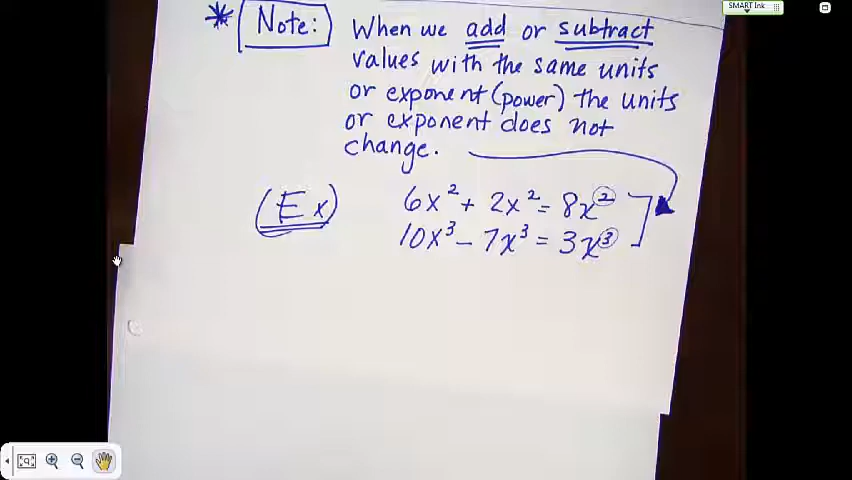 SMART Ink
* Note: When we add or subtract
values with the same units
or exponent (power) the units
or exponent does not
change.
(Ex) 6x² + 2x² = 8x²
10x³ - 7x³ = 3x³